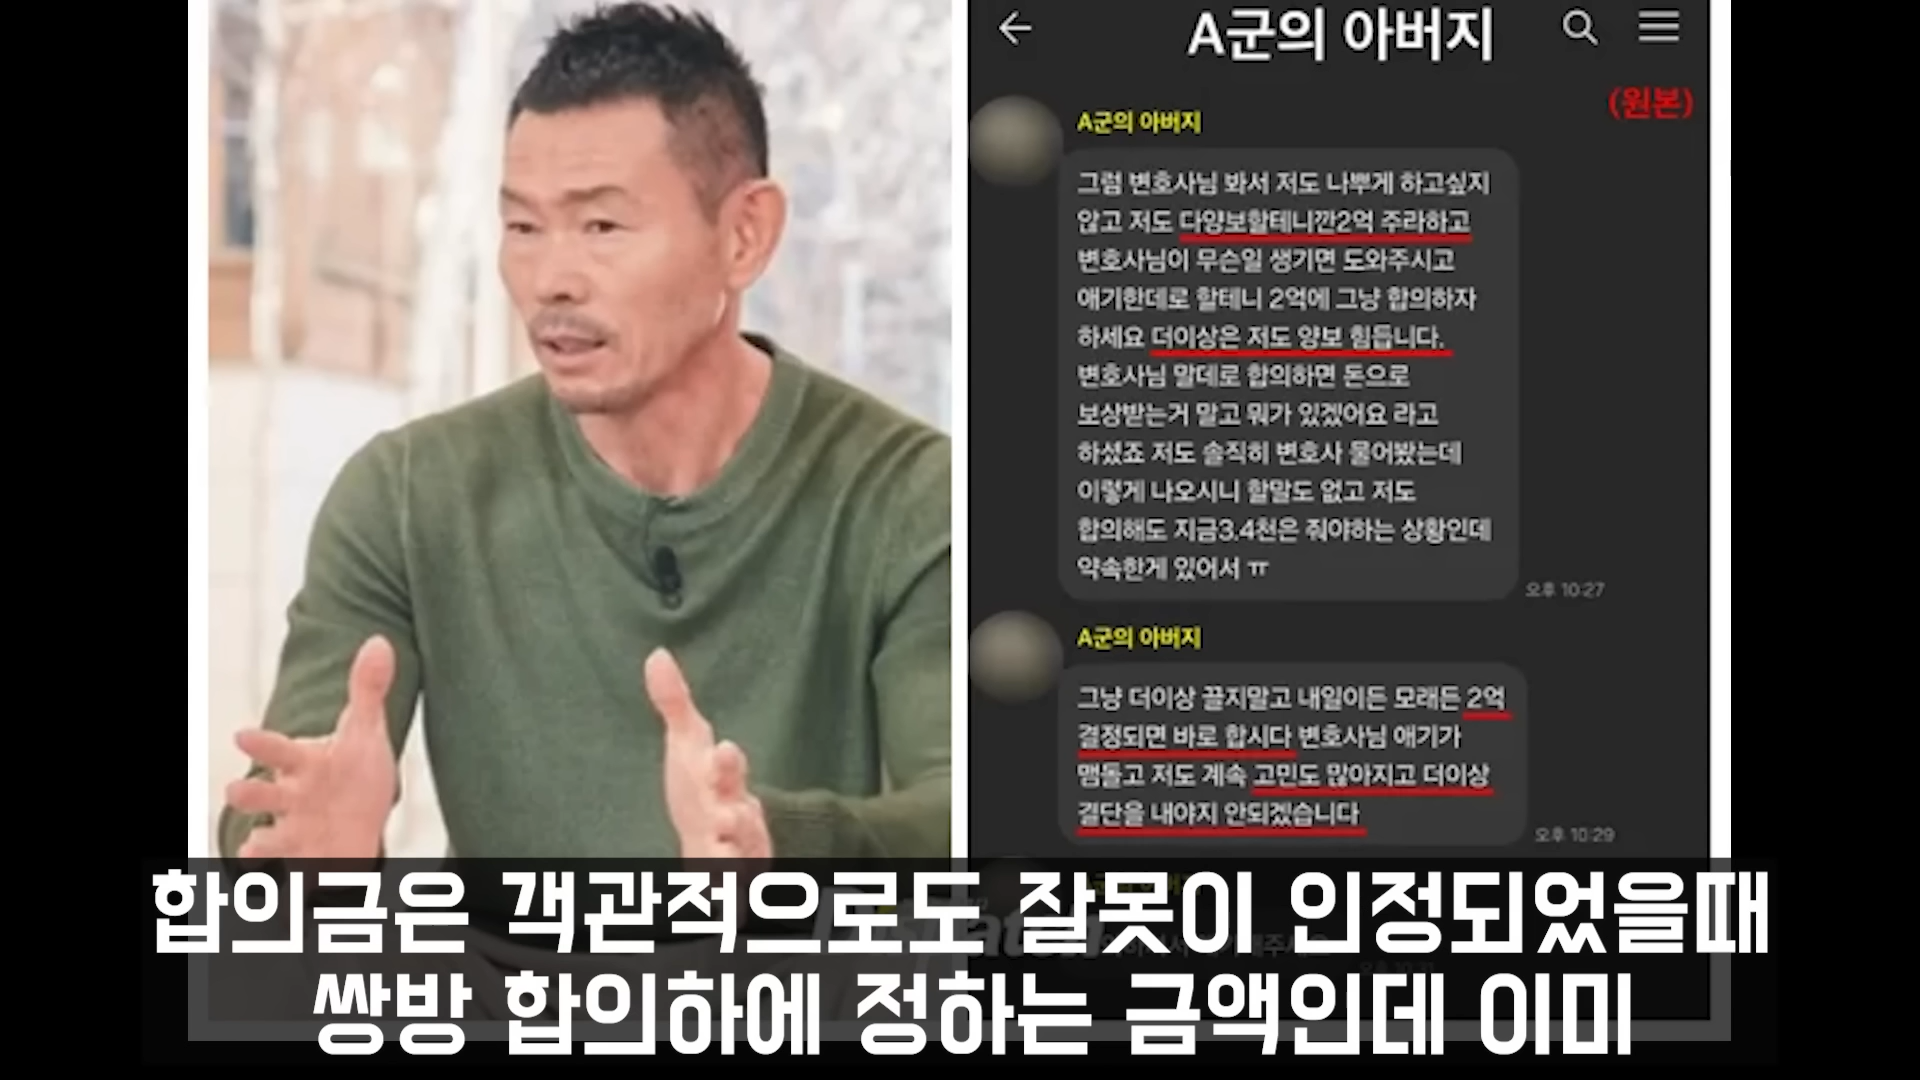 A군의 아버지
(원본)
A군의 아버지
그럼 변호사님 봐서 저도 나쁘게 하고싶지
않고 저도 다양보할테니깐2억 주라하고
변호사님이 무슨일 생기면 도와주시고
얘기한데로 할테니 2억에 그냥 합의하자
하세요 더이상은 저도 양보 힘듭니다.
변호사님 말데로 합의하면 돈으로
보상받는거 말고 뭐가 있겠어요 라고
하셨죠 저도 솔직히 변호사 물어봤는데
이렇게 나오시니 할말도 없고 저도
합의해도 지금3.4천은 줘야하는 상황인데
약속한게 있어서 ㅠ
오후 10:27
A군의 아버지
그냥 더이상 끌지말고 내일이든 모래든 2억
결정되면 바로 합시다 변호사님 얘기가
맴돌고 저도 계속 고민도 많아지고 더이상
결단을 내야지 안되겠습니다
오후 10:29
합의금은 객관적으로도 잘못이 인정되었을때
쌍방 합의하에 정하는 금액인데 이미